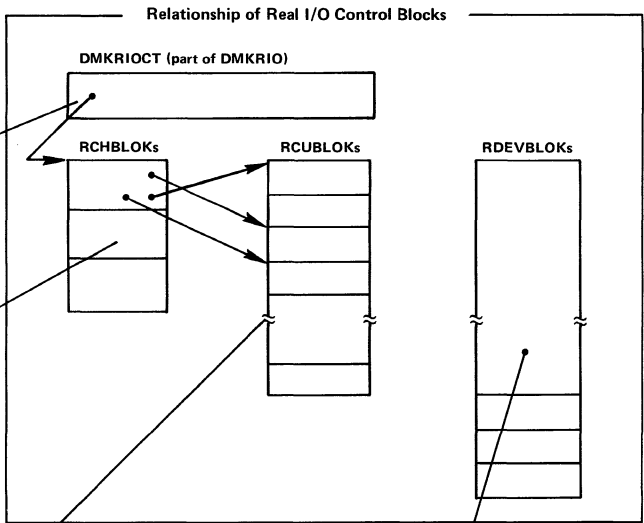 Relationship of Real I/O Control Blocks
DMKRIOCT (part of DMKRIO)
RCHBLOKs
RCUBLOKs
RDEVBLOKs